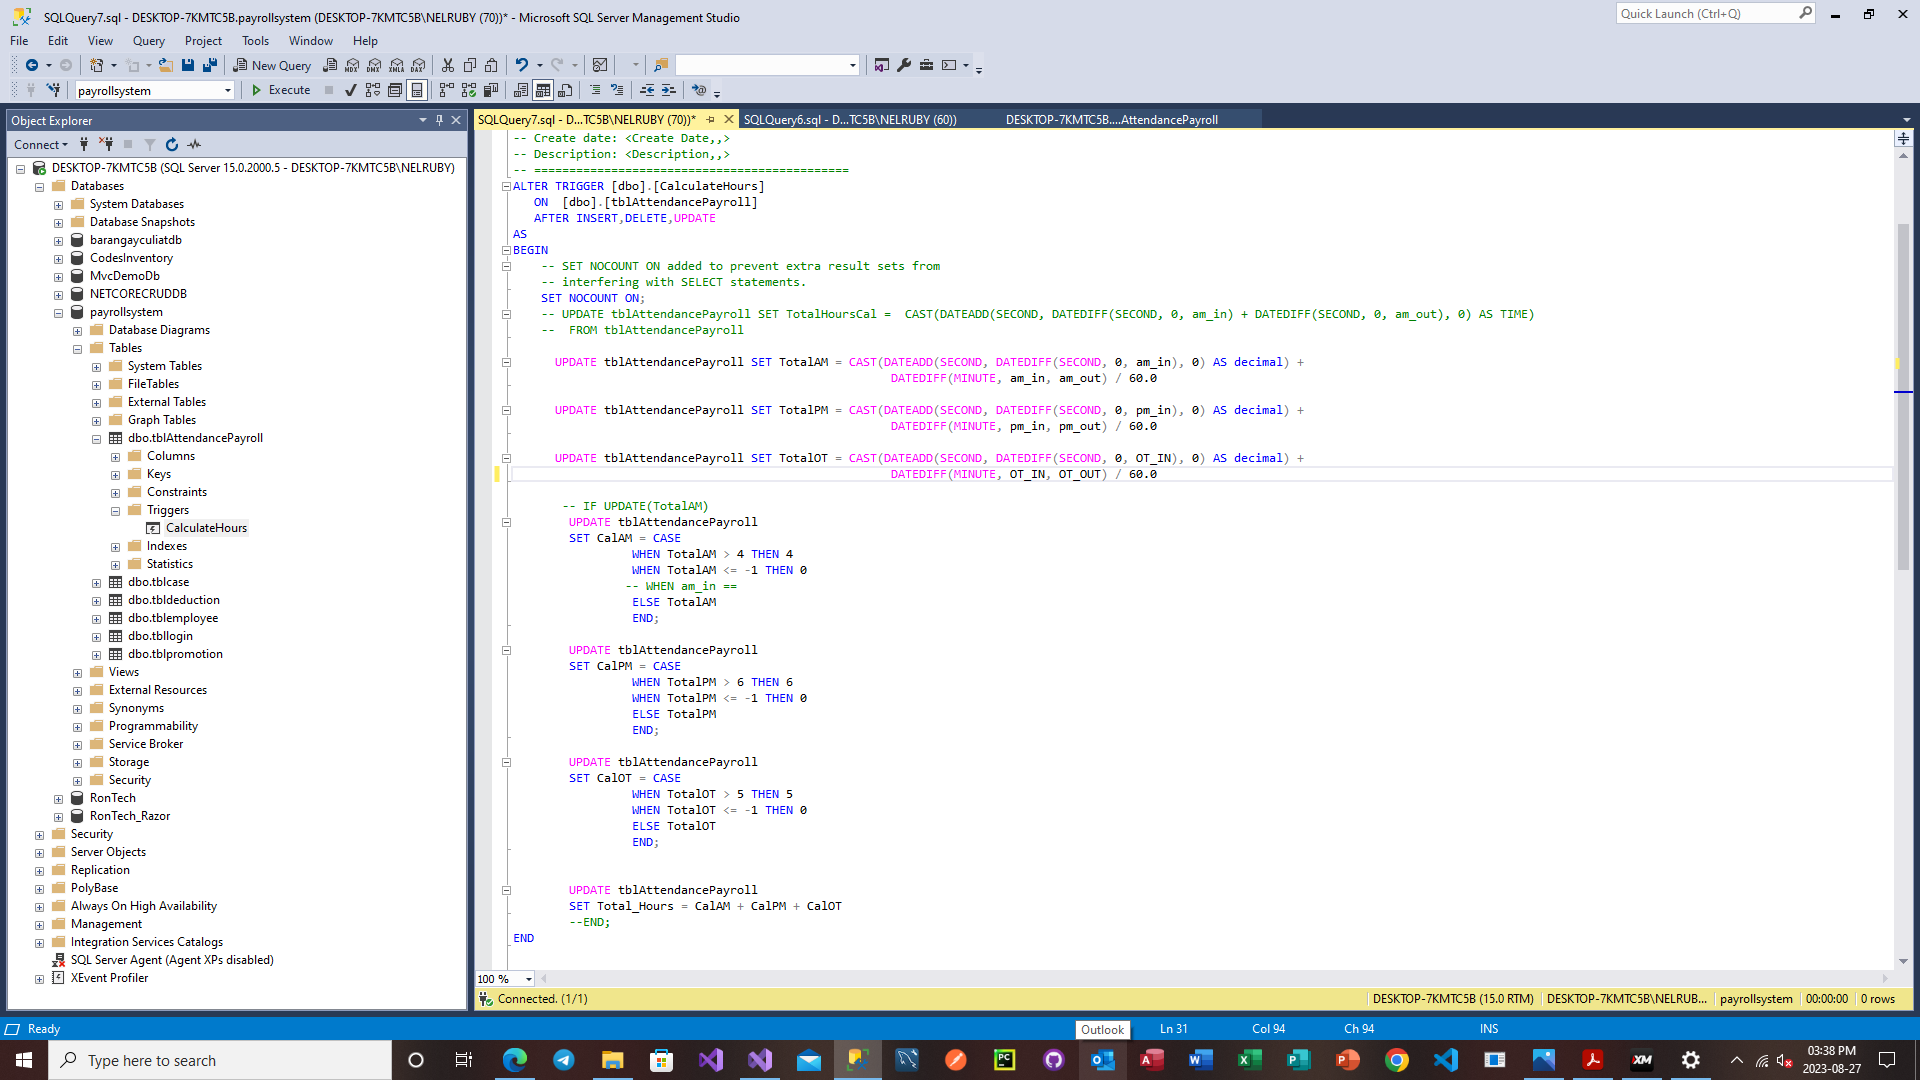 SQLQuery7.sql - DESKTOP-7KMTC5B.payrollsystem (DESKTOP-7KMTC5B\NELRUBY (70))* - Microsoft SQL Server Management Studio
Quick Launch (Ctrl+Q)
File Edit View Query Project Tools Window Help
New Query
MDX DMX XMLA DAX
payrollsystem
Execute
Object Explorer
Connect
DESKTOP-7KMTC5B (SQL Server 15.0.2000.5 - DESKTOP-7KMTC5B\NELRUBY)
Databases
System Databases
Database Snapshots
barangayculiatdb
CodesInventory
MvcDemoDb
NETCORECRUDDB
payrollsystem
Database Diagrams
Tables
System Tables
FileTables
External Tables
Graph Tables
dbo.tblAttendancePayroll
Columns
Keys
Constraints
Triggers
CalculateHours
Indexes
Statistics
dbo.tblcase
dbo.tbldeduction
dbo.tblemployee
dbo.tbllogin
dbo.tblpromotion
Views
External Resources
Synonyms
Programmability
Service Broker
Storage
Security
RonTech
RonTech_Razor
Security
Server Objects
Replication
PolyBase
Always On High Availability
Management
Integration Services Catalogs
SQL Server Agent (Agent XPs disabled)
XEvent Profiler
SQLQuery7.sql - D...TC5B\NELRUBY (70))* SQLQuery6.sql - D...TC5B\NELRUBY (60)) DESKTOP-7KMTC5B....AttendancePayroll
-- Create date: <Create Date,,>
-- Description: <Description,,>
-- =============================================
ALTER TRIGGER [dbo].[CalculateHours]
ON [dbo].[tblAttendancePayroll]
AFTER INSERT,DELETE,UPDATE
AS
BEGIN
-- SET NOCOUNT ON added to prevent extra result sets from
-- interfering with SELECT statements.
SET NOCOUNT ON;
-- UPDATE tblAttendancePayroll SET TotalHoursCal = CAST(DATEADD(SECOND, DATEDIFF(SECOND, 0, am_in) + DATEDIFF(SECOND, 0, am_out), 0) AS TIME)
-- FROM tblAttendancePayroll
UPDATE tblAttendancePayroll SET TotalAM = CAST(DATEADD(SECOND, DATEDIFF(SECOND, 0, am_in), 0) AS decimal) +
DATEDIFF(MINUTE, am_in, am_out) / 60.0
UPDATE tblAttendancePayroll SET TotalPM = CAST(DATEADD(SECOND, DATEDIFF(SECOND, 0, pm_in), 0) AS decimal) +
DATEDIFF(MINUTE, pm_in, pm_out) / 60.0
UPDATE tblAttendancePayroll SET TotalOT = CAST(DATEADD(SECOND, DATEDIFF(SECOND, 0, OT_IN), 0) AS decimal) +
DATEDIFF(MINUTE, OT_IN, OT_OUT) / 60.0
-- IF UPDATE(TotalAM)
UPDATE tblAttendancePayroll
SET CalAM = CASE
WHEN TotalAM > 4 THEN 4
WHEN TotalAM <= -1 THEN 0
-- WHEN am_in ==
ELSE TotalAM
END;
UPDATE tblAttendancePayroll
SET CalPM = CASE
WHEN TotalPM > 6 THEN 6
WHEN TotalPM <= -1 THEN 0
ELSE TotalPM
END;
UPDATE tblAttendancePayroll
SET CalOT = CASE
WHEN TotalOT > 5 THEN 5
WHEN TotalOT <= -1 THEN 0
ELSE TotalOT
END;
UPDATE tblAttendancePayroll
SET Total_Hours = CalAM + CalPM + CalOT
--END;
END
100 %
Connected. (1/1) DESKTOP-7KMTC5B (15.0 RTM) DESKTOP-7KMTC5B\NELRUB... payrollsystem 00:00:00 0 rows
Ready Outlook Ln 31 Col 94 Ch 94 INS
Type here to search
03:38 PM
2023-08-27